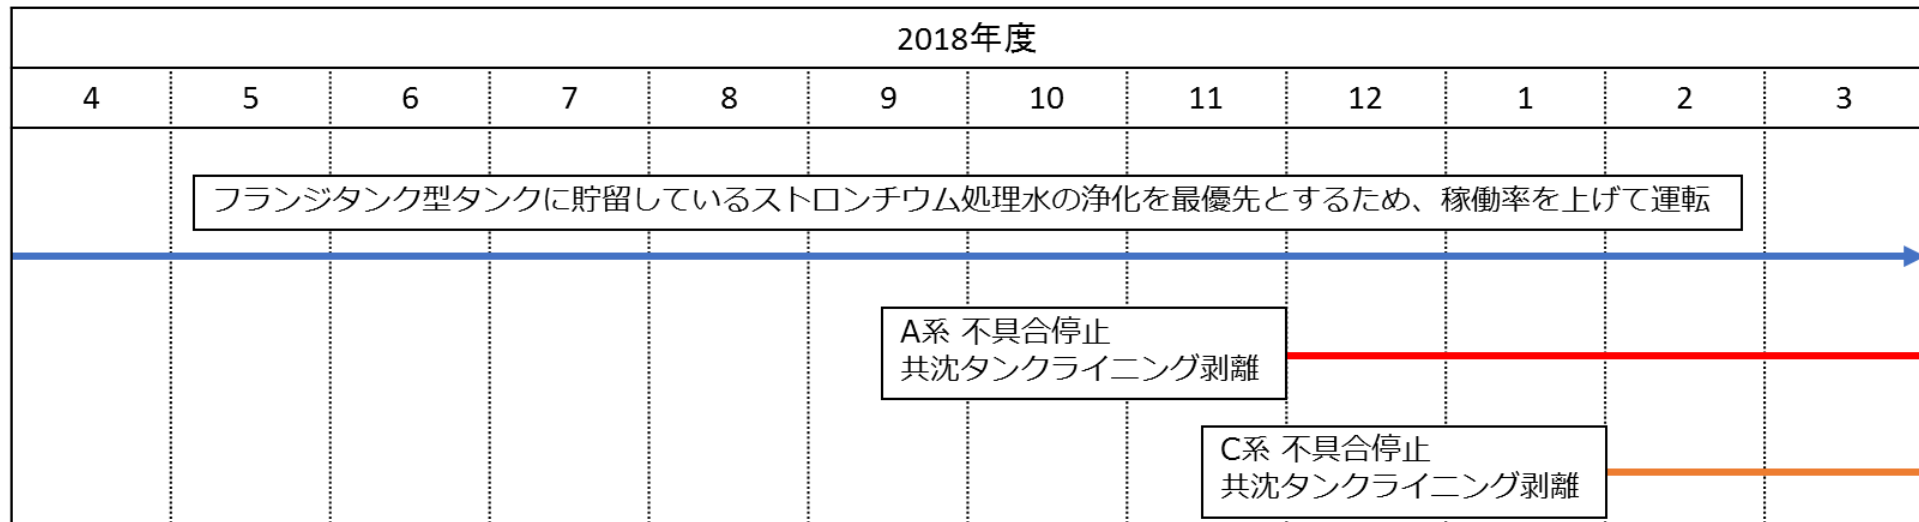 2018年度
4 5 6 7 8 9 10 11 12 1 2 3
フランジタンク型タンクに貯留しているストロンチウム処理水の浄化を最優先とするため、稼働率を上げて運転
A系 不具合停止
共沈タンクライニング剥離
C系 不具合停止
共沈タンクライニング剥離